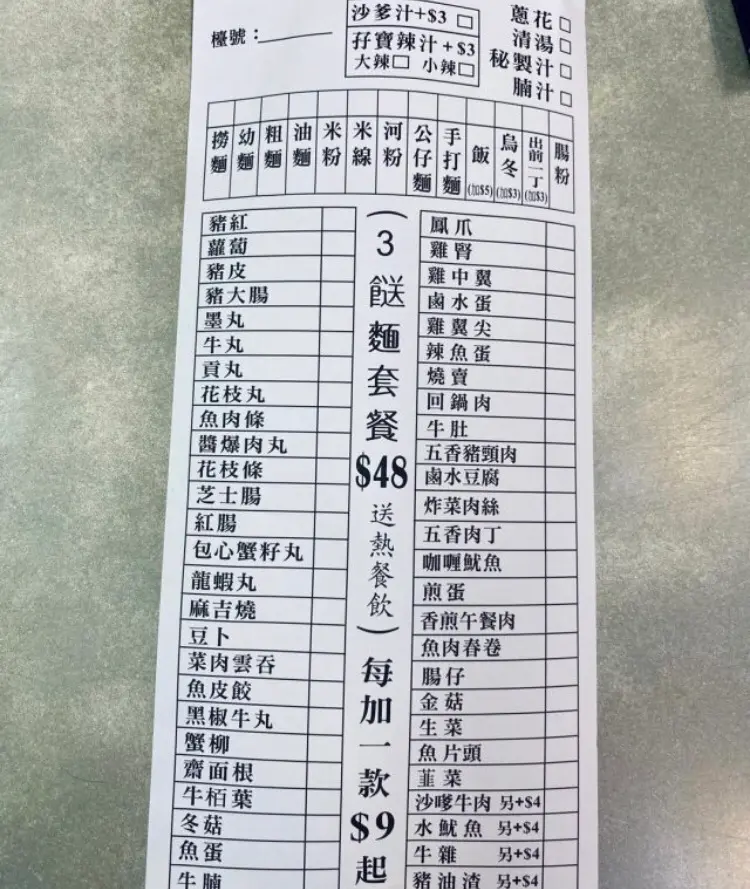 檯號：
沙爹汁+$3
孖寶辣汁+$3
大辣 小辣
蔥花
清湯
秘製汁
腩汁
撈麵
幼麵
粗麵
油麵
米粉
米線
河粉
公仔麵
手打麵
飯(加$5)
烏冬(加$3)
出前一丁(加$3)
腸粉
豬紅
蘿蔔
豬皮
豬大腸
墨丸
牛丸
貢丸
花枝丸
魚肉條
醬爆肉丸
花枝條
芝士腸
紅腸
包心蟹籽丸
龍蝦丸
麻吉燒
豆卜
菜肉雲吞
魚皮餃
黑椒牛丸
蟹柳
齋面根
牛栢葉
冬菇
魚蛋
牛腩
（3餸麵套餐$48送熱餐飲）每加一款$9起
鳳爪
雞腎
雞中翼
鹵水蛋
雞翼尖
辣魚蛋
燒賣
回鍋肉
牛肚
五香豬頸肉
鹵水豆腐
炸菜肉絲
五香肉丁
咖喱魷魚
煎蛋
香煎午餐肉
魚肉春卷
腸仔
金菇
生菜
魚片頭
韮菜
沙嗲牛肉 另+$4
水魷魚 另+$4
牛雜 另+$4
豬油渣 另+$4